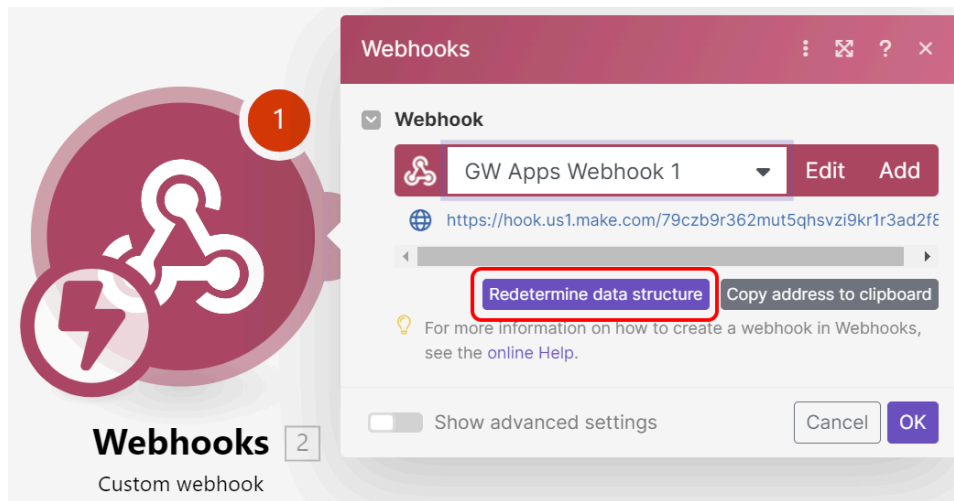 Webhooks
?
1
Webhook
GW Apps Webhook 1
Edit
Add
https://hook.us1.make.com/79czb9r362mut5qhsvzi9kr1r3ad2f8
Redetermine data structure
Copy address to clipboard
For more information on how to create a webhook in Webhooks,
see the online Help.
Show advanced settings
Cancel
OK
Webhooks 2
Custom webhook